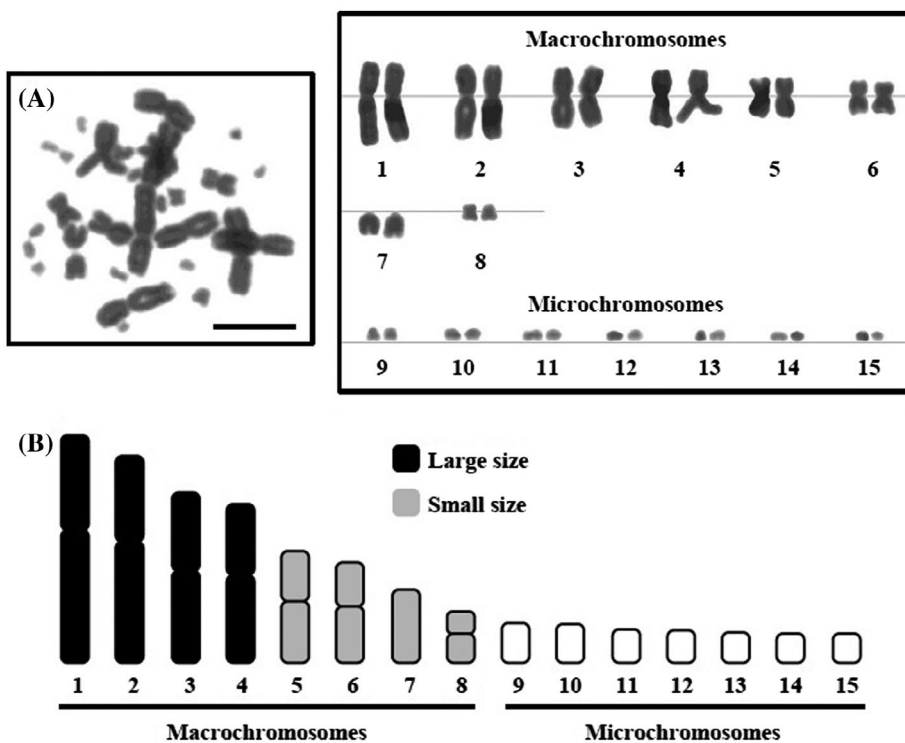 (A)
Macrochromosomes
1 2 3 4 5 6
7 8
Microchromosomes
9 10 11 12 13 14 15
(B)
Large size
Small size
1 2 3 4 5 6 7 8 9 10 11 12 13 14 15
Macrochromosomes Microchromosomes